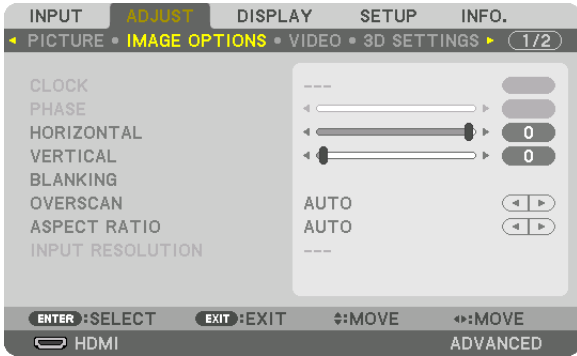 INPUT ADJUST DISPLAY SETUP INFO.
PICTURE • IMAGE OPTIONS • VIDEO • 3D SETTINGS 1/2
CLOCK ---
PHASE
HORIZONTAL 0
VERTICAL 0
BLANKING
OVERSCAN AUTO
ASPECT RATIO AUTO
INPUT RESOLUTION ---
ENTER :SELECT EXIT :EXIT :MOVE :MOVE
HDMI ADVANCED